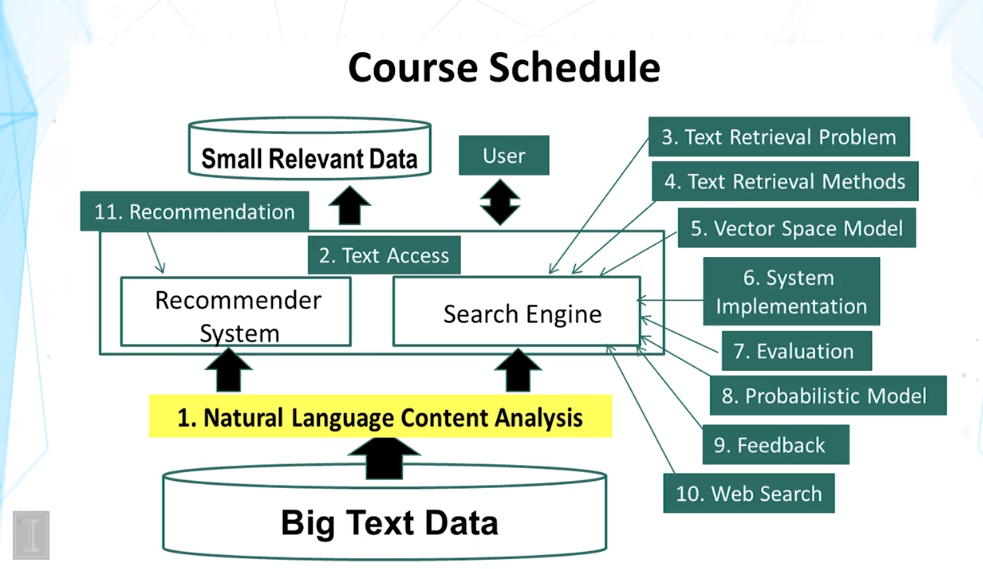 Course Schedule
Small Relevant Data
User
3. Text Retrieval Problem
4. Text Retrieval Methods
11. Recommendation
5. Vector Space Model
2. Text Access
6. System
Implementation
Recommender
System
Search Engine
7. Evaluation
8. Probabilistic Model
1. Natural Language Content Analysis
9. Feedback
10. Web Search
Big Text Data
I